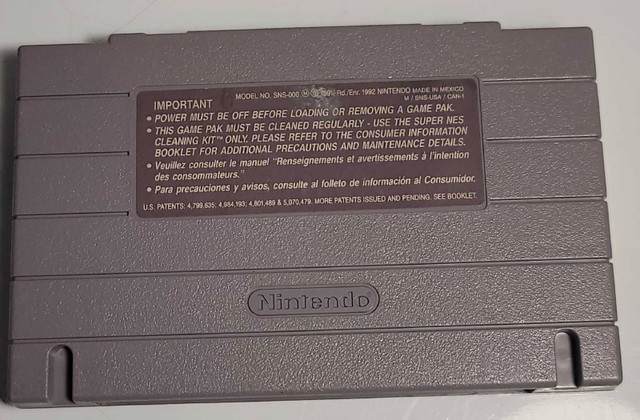 MODEL NO. SNS-006 Ⓜ & Ⓡ Rd./Enr. 1992 NINTENDO MADE IN MEXICO
IMPORTANT
M / SNS-USA / CAN-1
• POWER MUST BE OFF BEFORE LOADING OR REMOVING A GAME PAK.
• THIS GAME PAK MUST BE CLEANED REGULARLY - USE THE SUPER NES
CLEANING KIT™ ONLY. PLEASE REFER TO THE CONSUMER INFORMATION
BOOKLET FOR ADDITIONAL PRECAUTIONS AND MAINTENANCE DETAILS.
• Veuillez consulter le manuel "Renseignements et avertissements à l'intention
des consommateurs."
• Para precauciones y avisos, consulte al folleto de información al Consumidor.
U.S. PATENTS: 4,799,635; 4,984,193; 4,801,489 & 5,070,479. MORE PATENTS ISSUED AND PENDING. SEE BOOKLET.
Nintendo